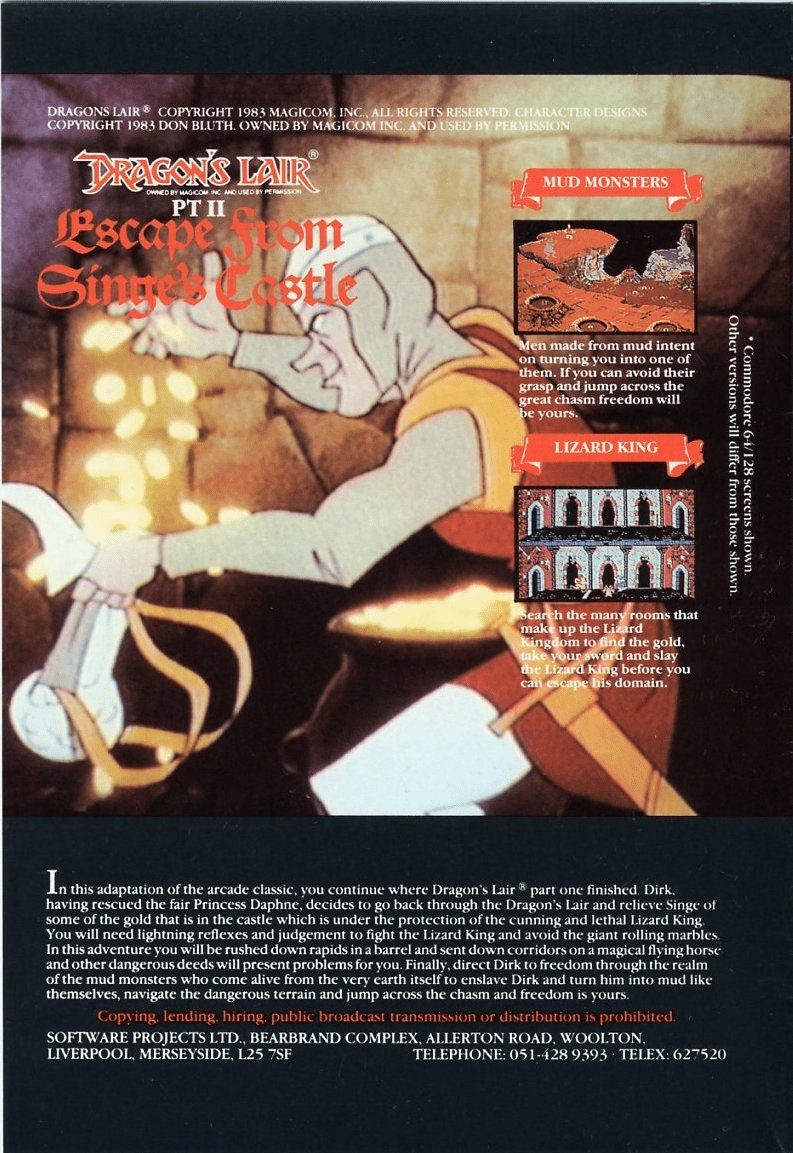 DRAGONS LAIR ® COPYRIGHT 1983 MAGICOM, INC., ALL RIGHTS RESERVED. CHARACTER DESIGNS
COPYRIGHT 1983 DON BLUTH. OWNED BY MAGICOM INC. AND USED BY PERMISSION.
DRAGON'S LAIR ®
OWNED BY MAGICOM, INC. AND USED BY PERMISSION
PT II
Escape From
Singe's Castle
MUD MONSTERS
Men made from mud intent
on turning you into one of
them. If you can avoid their
grasp and jump across the
great chasm freedom will
be yours.
LIZARD KING
Search the many rooms that
make up the Lizard
Kingdom to find the gold,
take your sword and slay
the Lizard King before you
can escape his domain.
* Commodore 64/128 screens shown.
Other versions will differ from those shown.
In this adaptation of the arcade classic, you continue where Dragon's Lair ® part one finished. Dirk,
having rescued the fair Princess Daphne, decides to go back through the Dragon's Lair and relieve Singe of
some of the gold that is in the castle which is under the protection of the cunning and lethal Lizard King.
You will need lightning reflexes and judgement to fight the Lizard King and avoid the giant rolling marbles.
In this adventure you will be rushed down rapids in a barrel and sent down corridors on a magical flying horse
and other dangerous deeds will present problems for you. Finally, direct Dirk to freedom through the realm
of the mud monsters who come alive from the very earth itself to enslave Dirk and turn him into mud like
themselves, navigate the dangerous terrain and jump across the chasm and freedom is yours.
Copying, lending, hiring, public broadcast transmission or distribution is prohibited.
SOFTWARE PROJECTS LTD., BEARBRAND COMPLEX, ALLERTON ROAD, WOOLTON,
LIVERPOOL, MERSEYSIDE, L25 7SF TELEPHONE: 051-428 9393 · TELEX: 627520